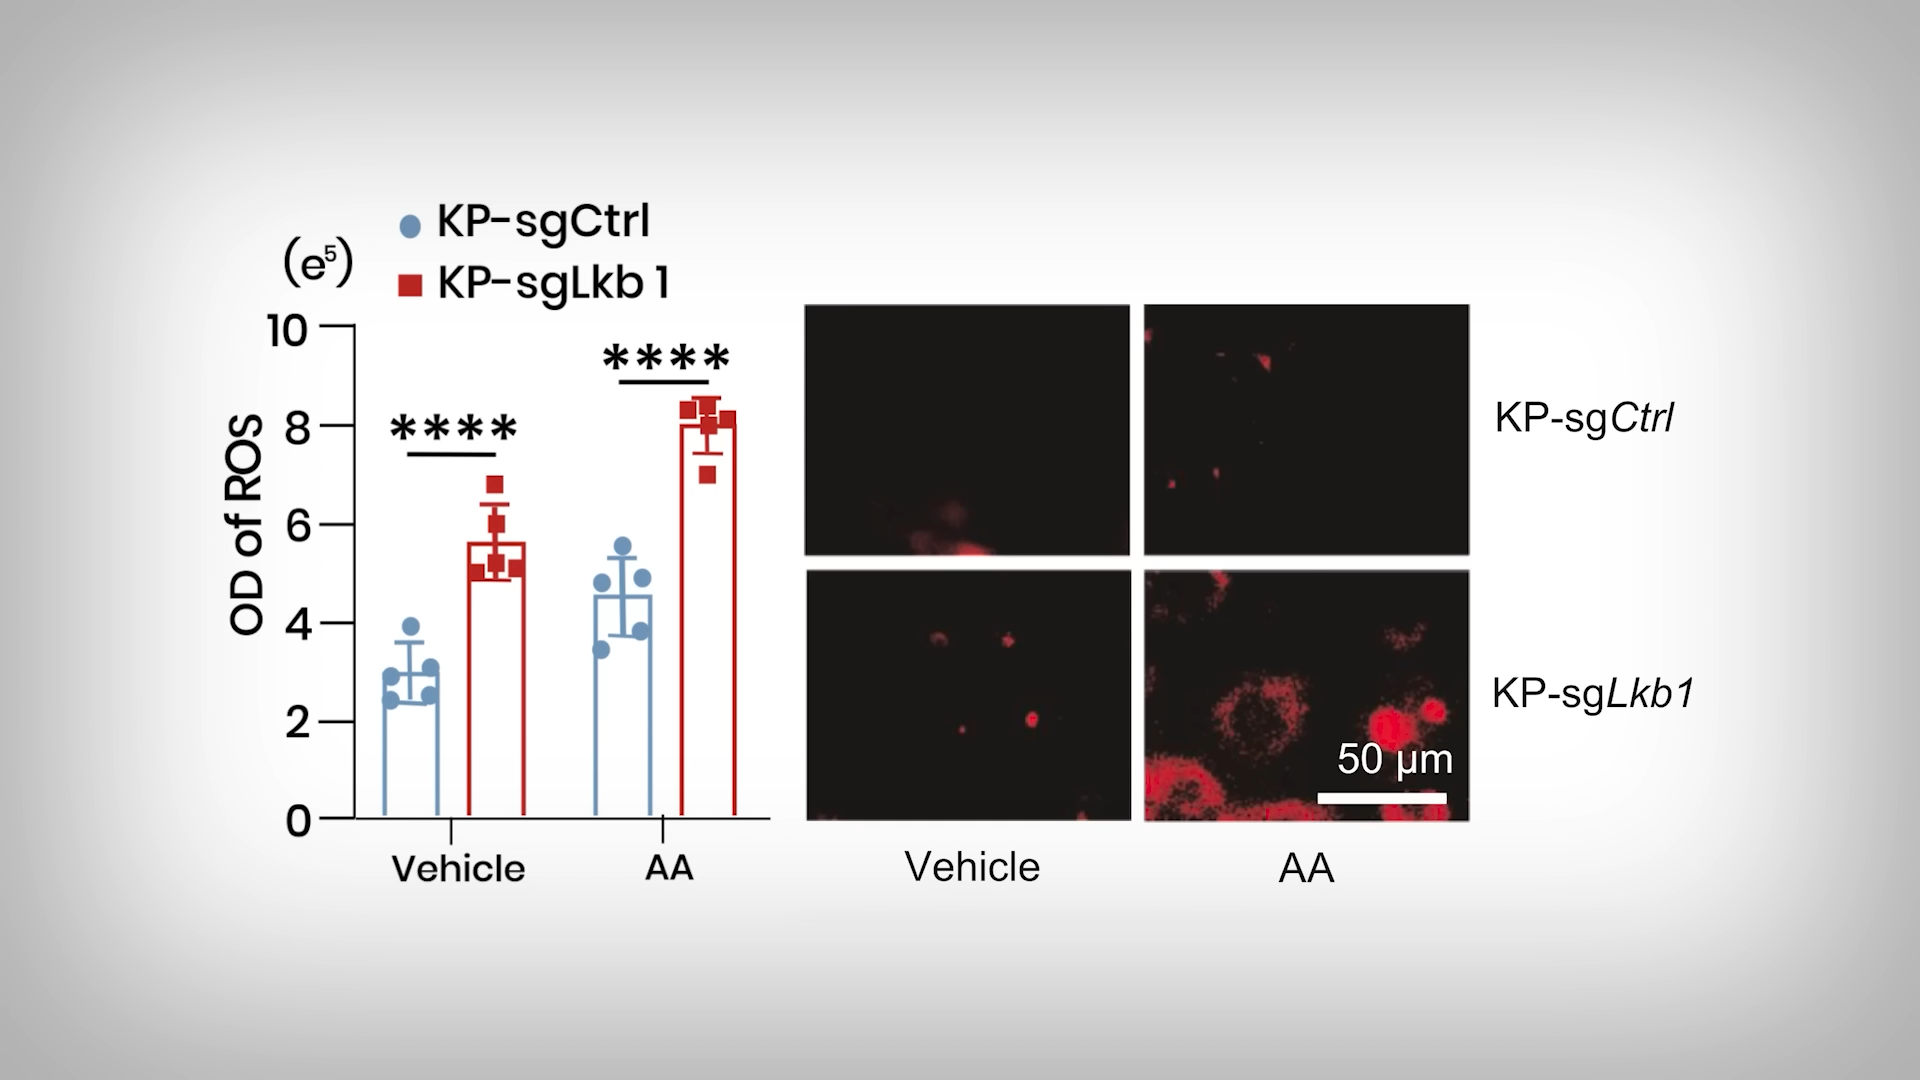 KP-sgCtrl
KP-sgLkb 1
(e⁵)
OD of ROS
10
8
6
4
2
0
****
****
Vehicle
AA
KP-sgCtrl
KP-sgLkb1
50 μm
Vehicle
AA